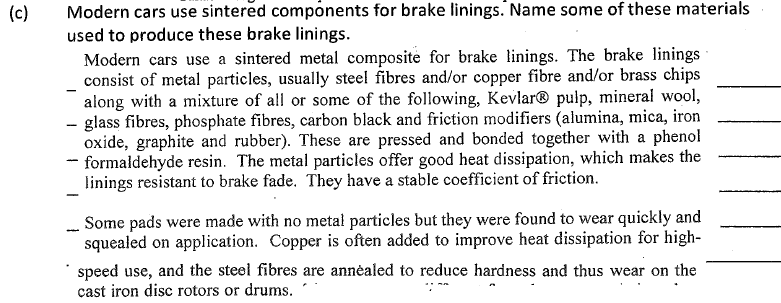 (c) Modern cars use sintered components for brake linings. Name some of these materials
used to produce these brake linings.
Modern cars use a sintered metal composite for brake linings. The brake linings
consist of metal particles, usually steel fibres and/or copper fibre and/or brass chips
along with a mixture of all or some of the following, Kevlar® pulp, mineral wool,
glass fibres, phosphate fibres, carbon black and friction modifiers (alumina, mica, iron
oxide, graphite and rubber). These are pressed and bonded together with a phenol
formaldehyde resin. The metal particles offer good heat dissipation, which makes the
linings resistant to brake fade. They have a stable coefficient of friction.
Some pads were made with no metal particles but they were found to wear quickly and
squealed on application. Copper is often added to improve heat dissipation for high-
speed use, and the steel fibres are annealed to reduce hardness and thus wear on the
cast iron disc rotors or drums.